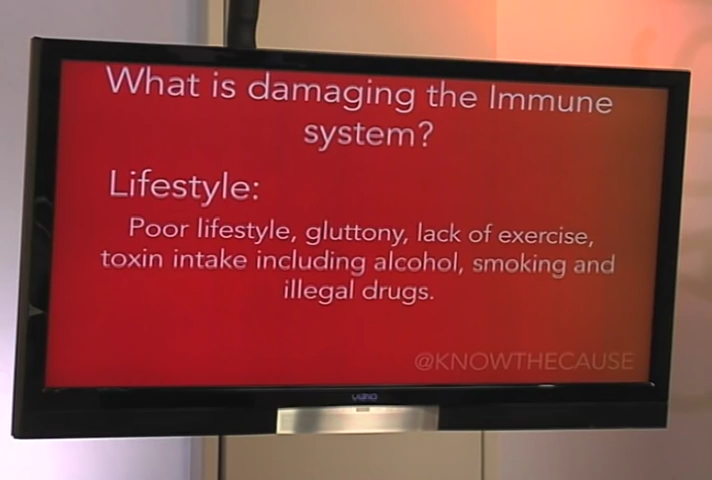 What is damaging the Immune
system?
Lifestyle:
Poor lifestyle, gluttony, lack of exercise,
toxin intake including alcohol, smoking and
illegal drugs.
@KNOWTHECAUSE
VIZIO